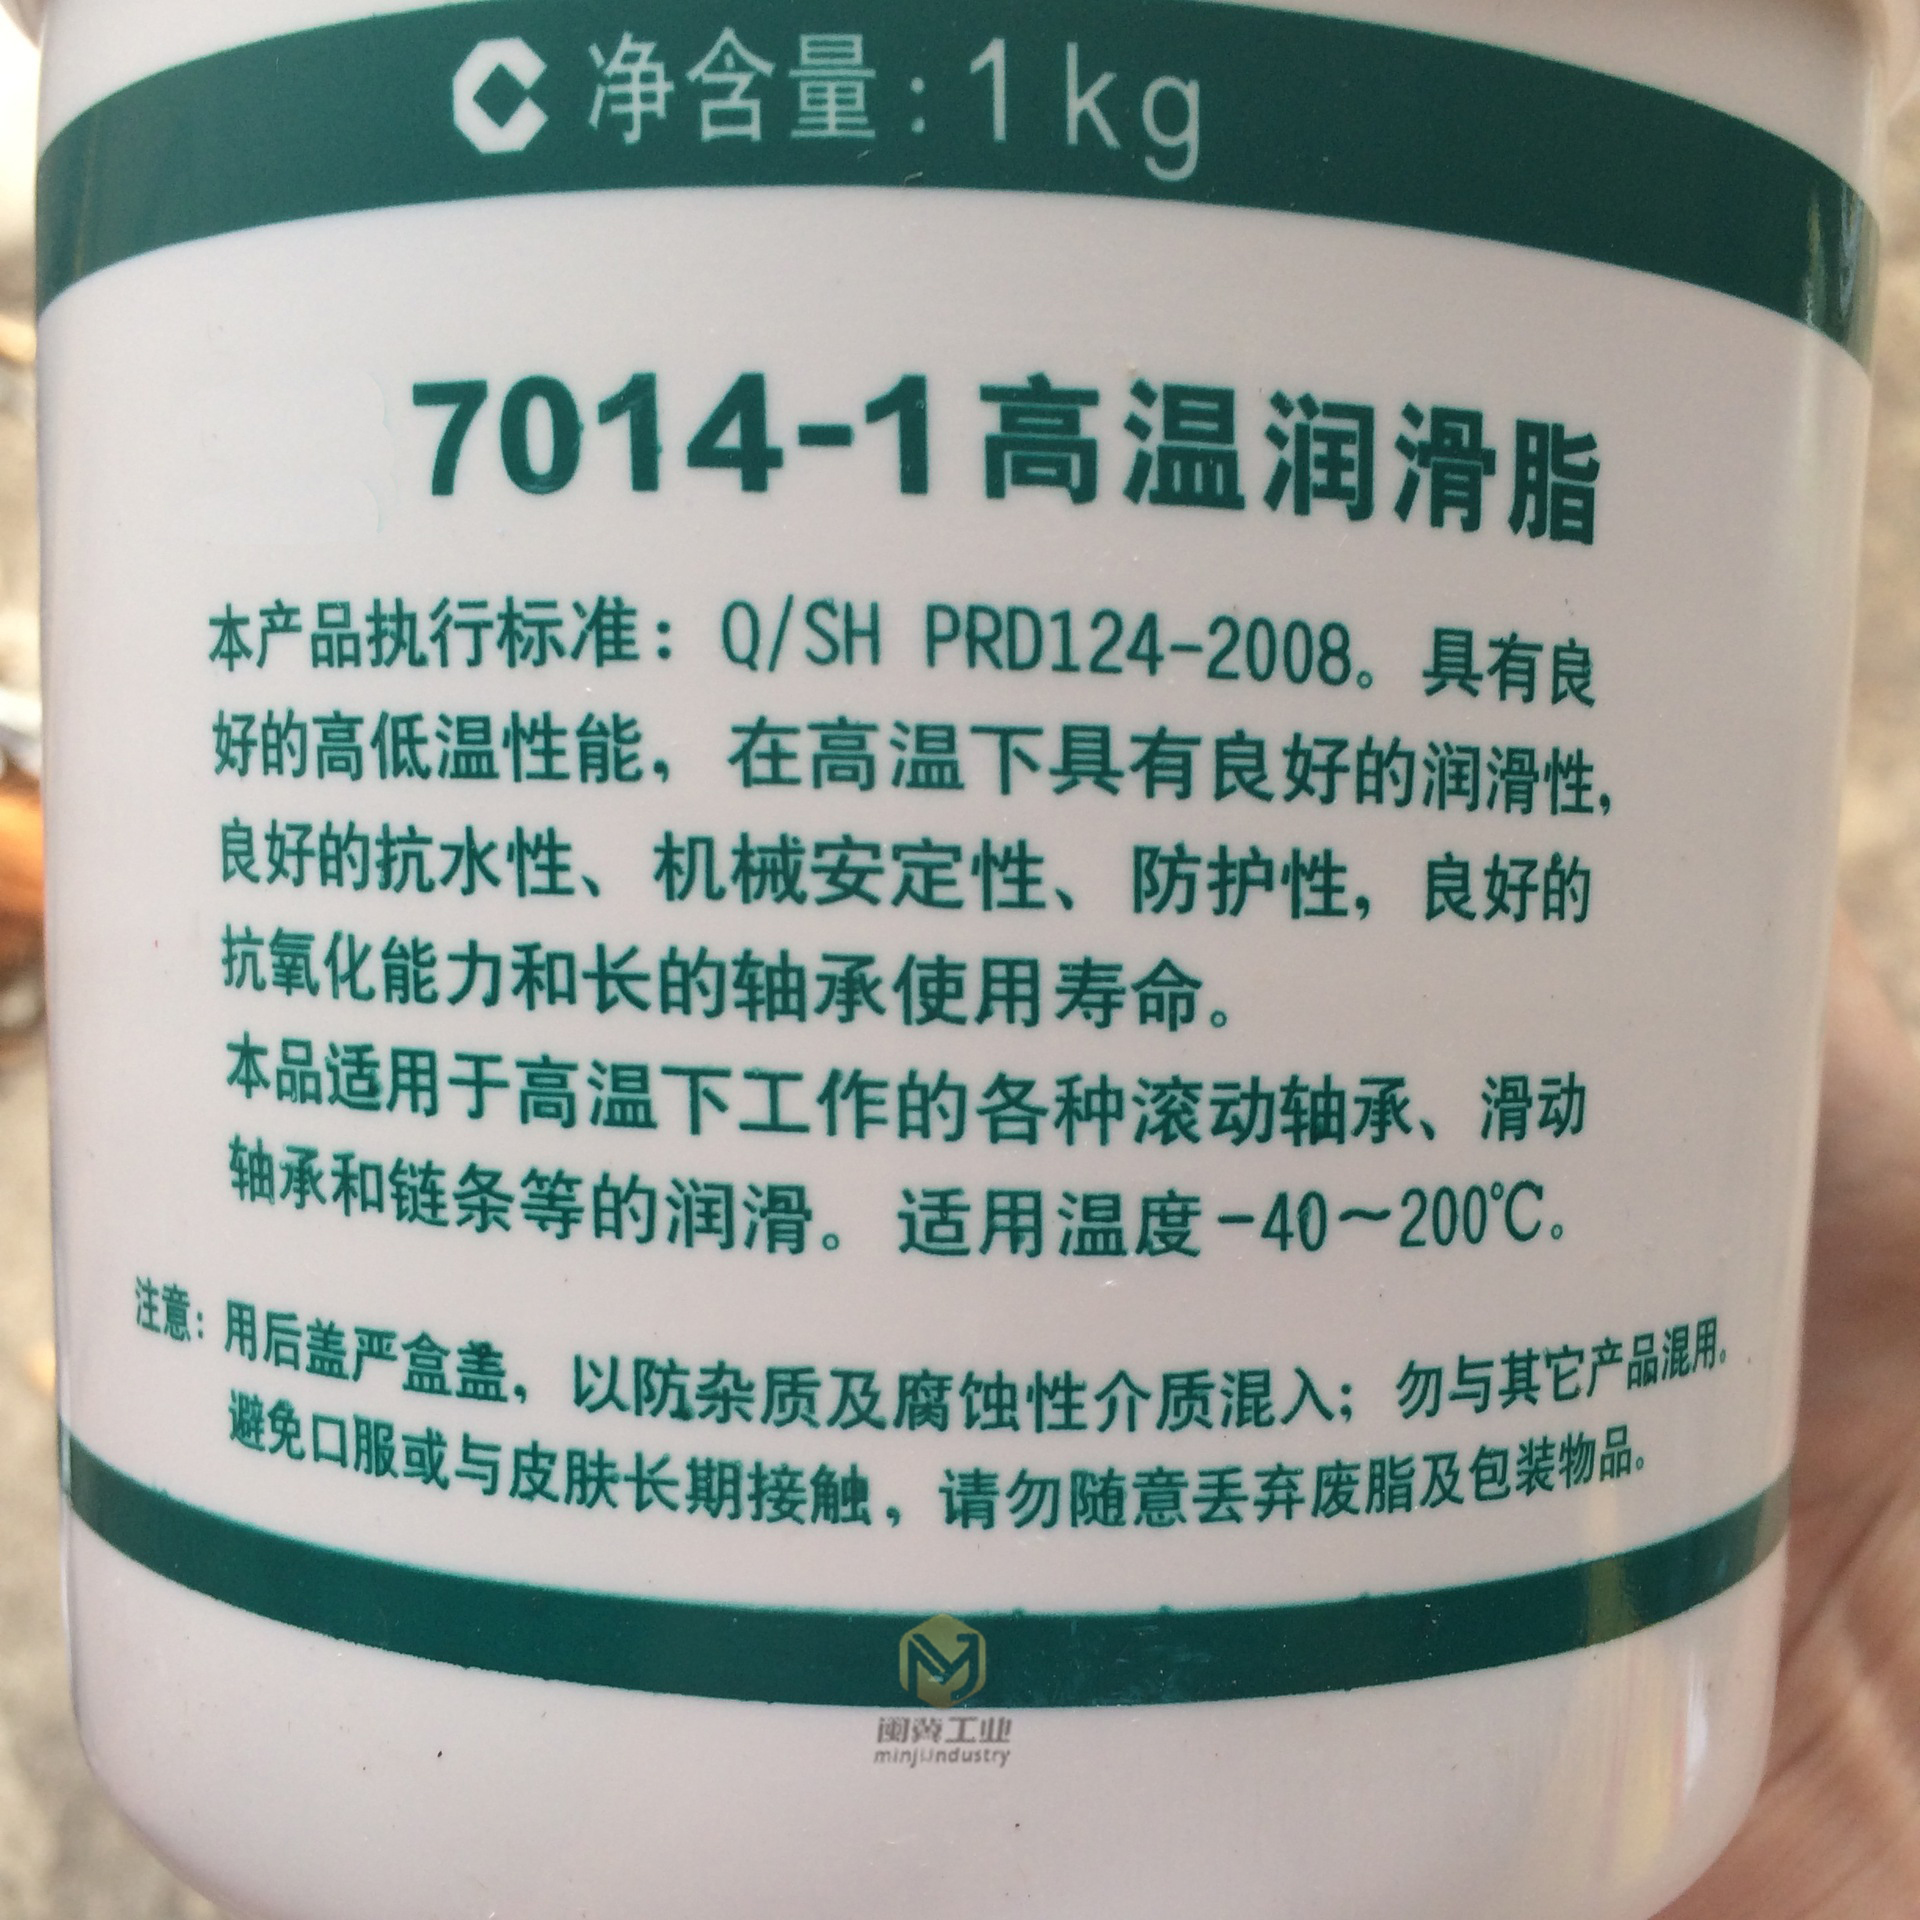 C 净含量:1kg
7014-1高温润滑脂
本产品执行标准：Q/SH PRD124-2008。具有良
好的高低温性能，在高温下具有良好的润滑性，
良好的抗水性、机械安定性、防护性，良好的
抗氧化能力和长的轴承使用寿命。
本品适用于高温下工作的各种滚动轴承、滑动
轴承和链条等的润滑。适用温度-40～200℃。
注意：用后盖严盒盖，以防杂质及腐蚀性介质混入；勿与其它产品混用。
避免口服或与皮肤长期接触，请勿随意丢弃废脂及包装物品。
闽冀工业
minjiindustry